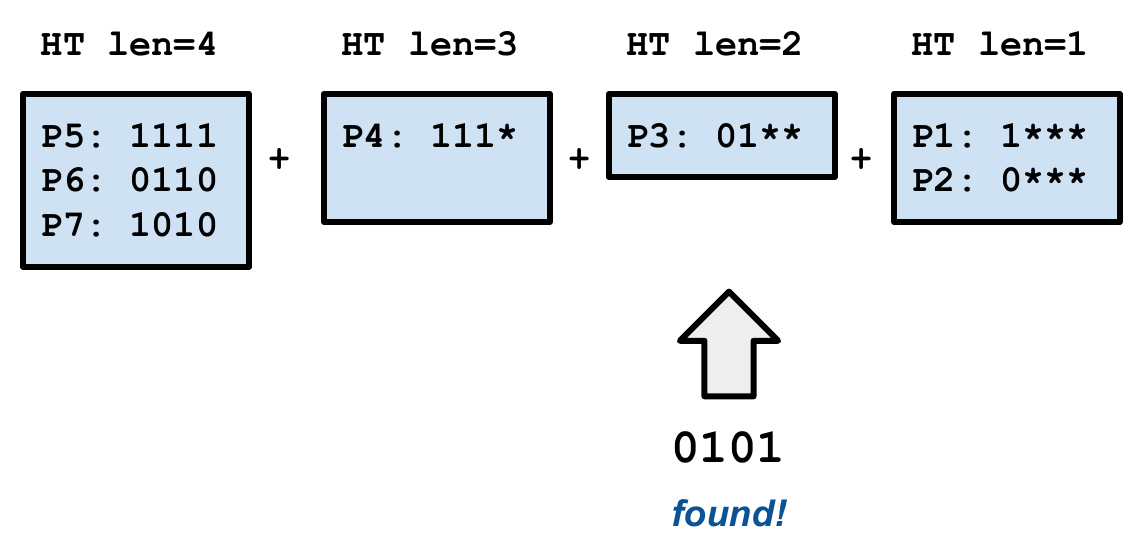 HT len=4
P5: 1111
P6: 0110
P7: 1010
+
HT len=3
P4: 111*
+
HT len=2
P3: 01**
+
HT len=1
P1: 1***
P2: 0***
0101
found!